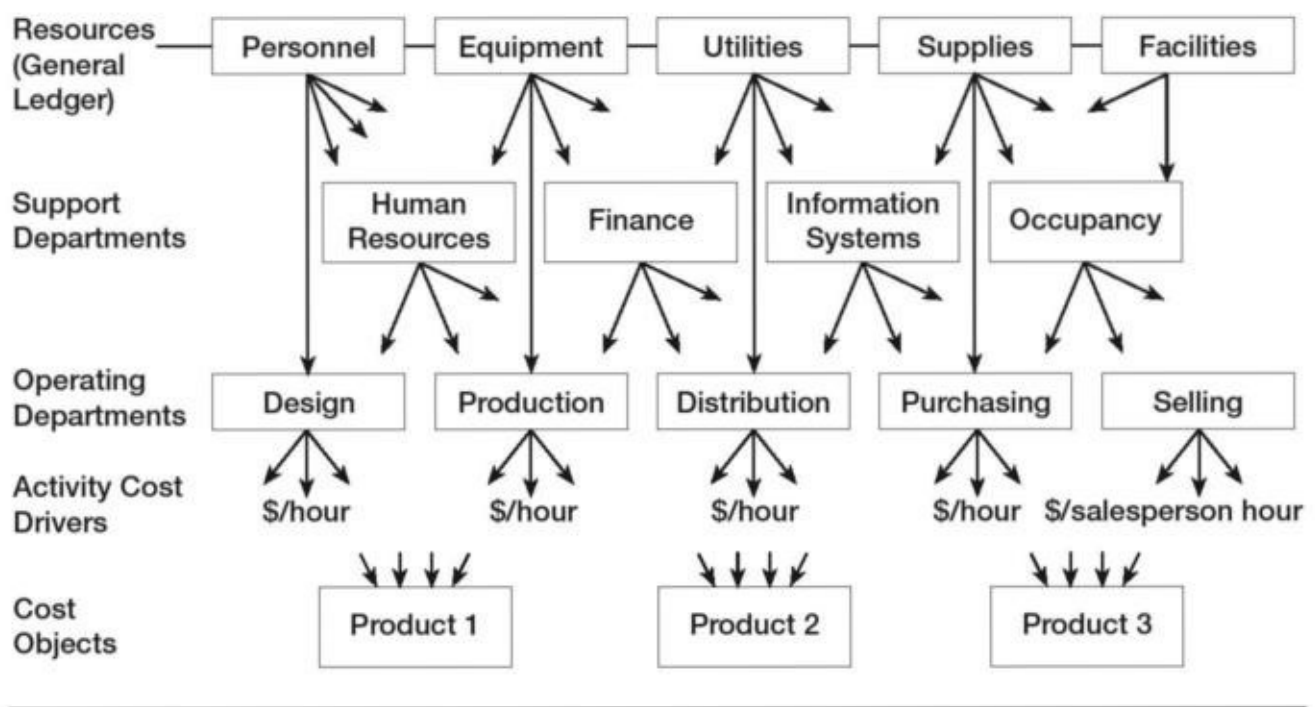 Resources
(General
Ledger)
Personnel
Equipment
Utilities
Supplies
Facilities
Support
Departments
Human
Resources
Finance
Information
Systems
Occupancy
Operating
Departments
Design
Production
Distribution
Purchasing
Selling
Activity Cost
Drivers
$/hour
$/hour
$/hour
$/hour
$/salesperson hour
Cost
Objects
Product 1
Product 2
Product 3